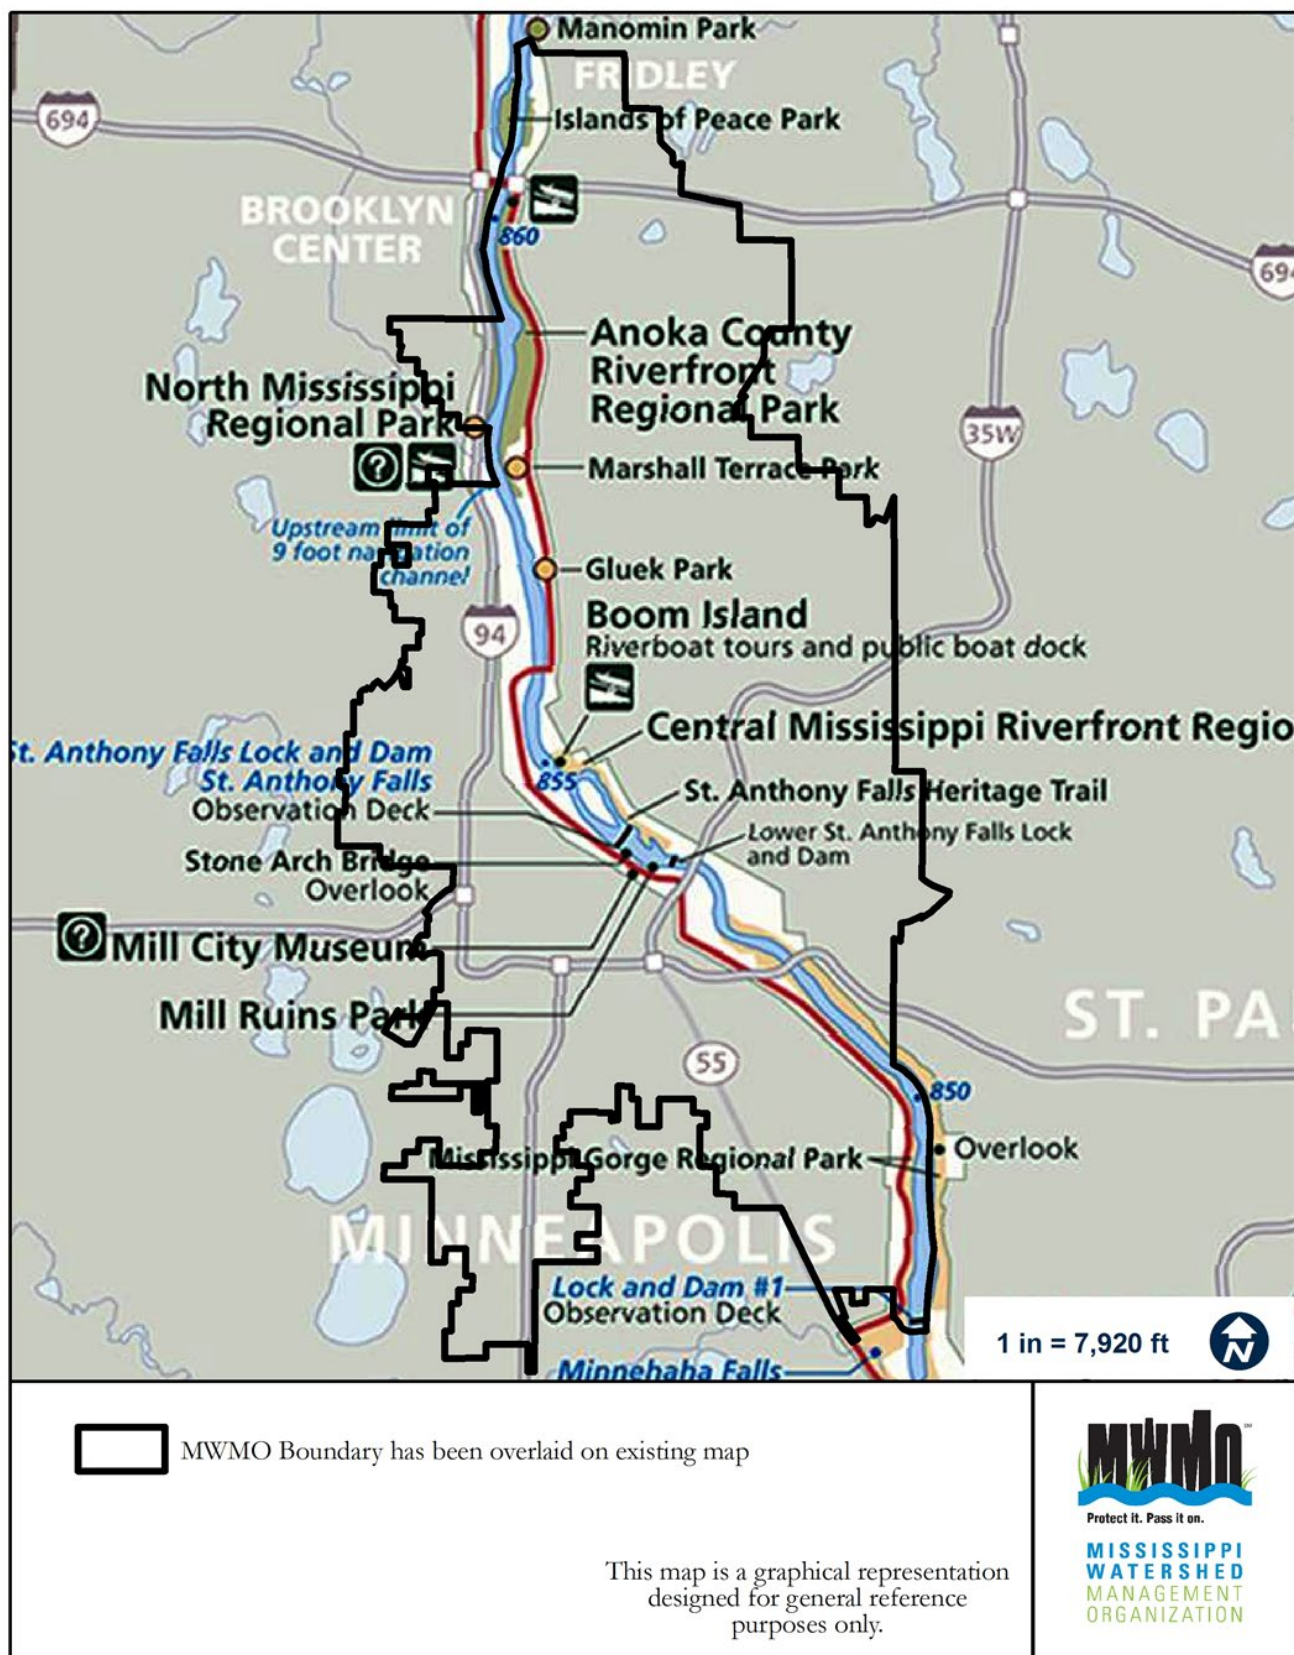 Manomin Park
FRIDLEY
694
Islands of Peace Park
BROOKLYN
CENTER
860
694
Anoka County
Riverfront
Regional Park
North Mississippi
Regional Park
?
35W
Marshall Terrace Park
Upstream limit of
9 foot navigation
channel
Gluek Park
94
Boom Island
Riverboat tours and public boat dock
Central Mississippi Riverfront Regio
St. Anthony Falls Lock and Dam
St. Anthony Falls
Observation Deck
855
St. Anthony Falls Heritage Trail
Lower St. Anthony Falls Lock
and Dam
Stone Arch Bridge
Overlook
?
Mill City Museum
Mill Ruins Park
ST. PA
55
850
Mississippi Gorge Regional Park
Overlook
MINNEAPOLIS
Lock and Dam #1
Observation Deck
Minnehaha Falls
1 in = 7,920 ft
N
MWMO Boundary has been overlaid on existing map
This map is a graphical representation
designed for general reference
purposes only.
MWMO
Protect it. Pass it on.
MISSISSIPPI
WATERSHED
MANAGEMENT
ORGANIZATION